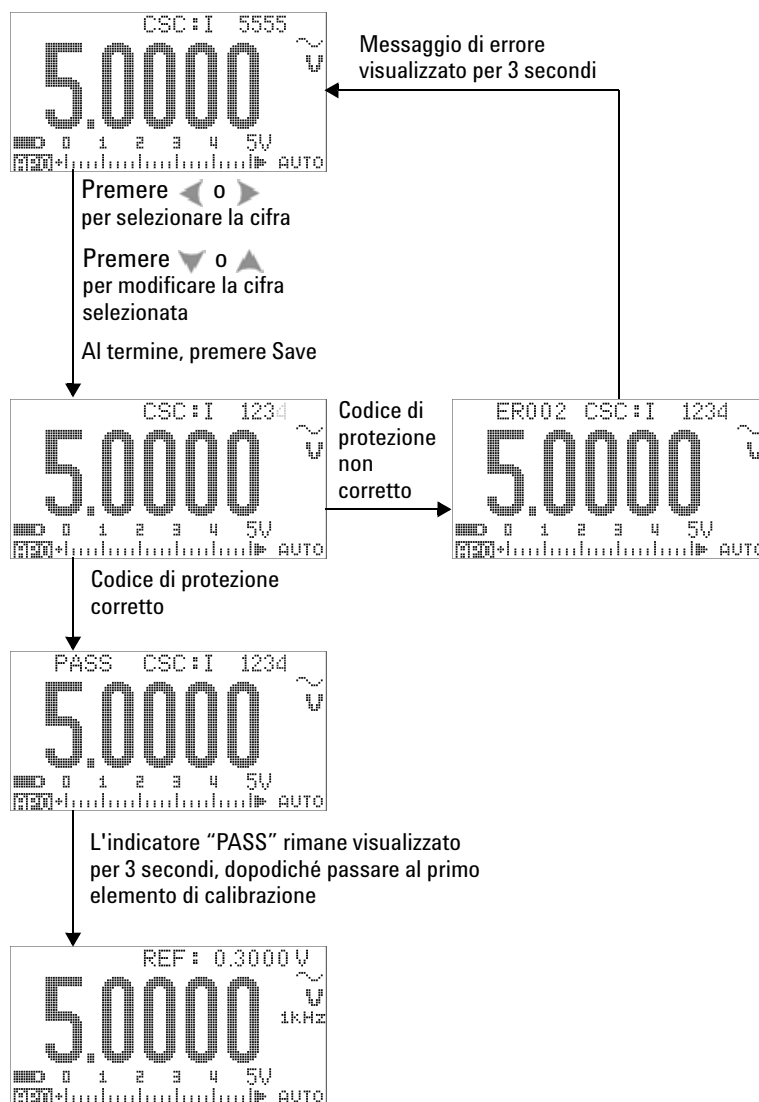 CSC:I 5555
5.0000
V
0 1 2 3 4 5V
AUTO
Messaggio di errore
visualizzato per 3 secondi
Premere o
per selezionare la cifra
Premere o
per modificare la cifra
selezionata
Al termine, premere Save
CSC:I 1234
5.0000
V
0 1 2 3 4 5V
AUTO
Codice di
protezione
non
corretto
ER002 CSC:I 1234
5.0000
V
0 1 2 3 4 5V
AUTO
Codice di protezione
corretto
PASS CSC:I 1234
5.0000
V
0 1 2 3 4 5V
AUTO
L'indicatore “PASS” rimane visualizzato
per 3 secondi, dopodiché passare al primo
elemento di calibrazione
REF: 0.3000 V
5.0000
V
1kHz
0 1 2 3 4 5V
AUTO